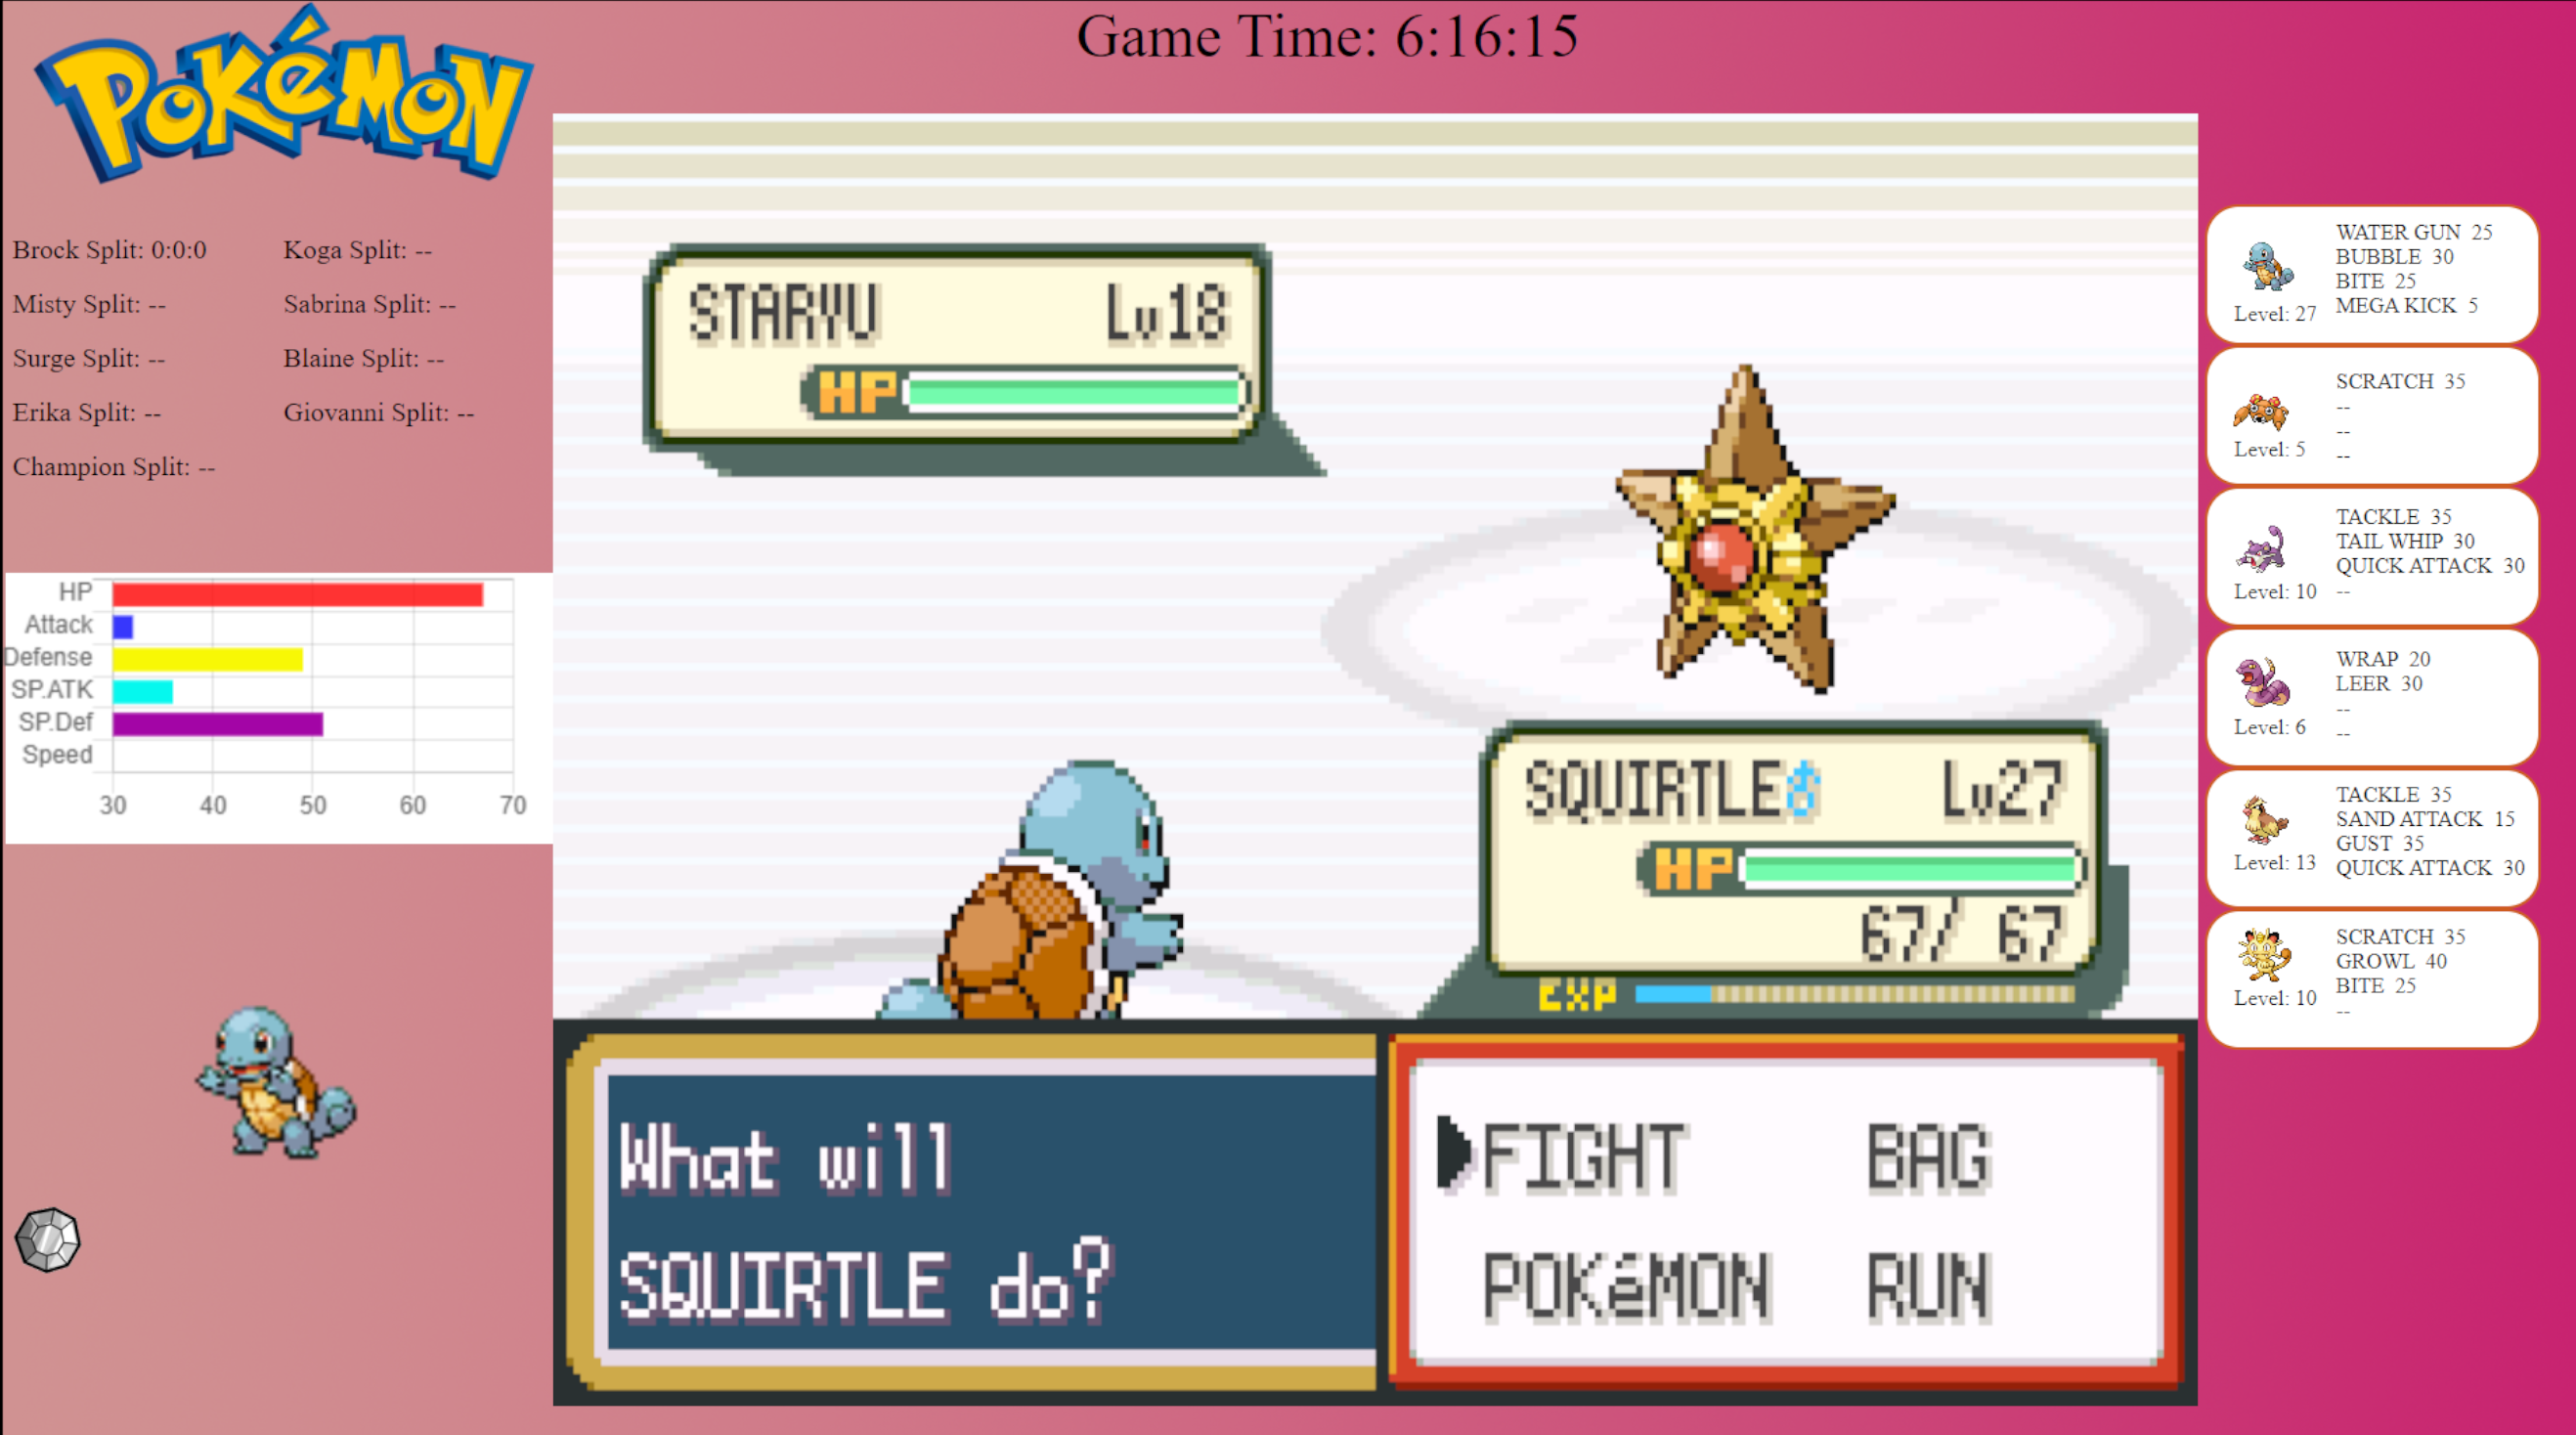 Pokémon
Game Time: 6:16:15
Brock Split: 0:0:0
Koga Split: --
Misty Split: --
Sabrina Split: --
Surge Split: --
Blaine Split: --
Erika Split: --
Giovanni Split: --
Champion Split: --
HP
Attack
Defense
SP.ATK
SP.Def
Speed
30 40 50 60 70
STARYU Lv18
HP
SQUIRTLE♂ Lv27
HP
67/ 67
EXP
What will
SQUIRTLE do?
FIGHT BAG
POKéMON RUN
WATER GUN 25
BUBBLE 30
BITE 25
MEGA KICK 5
Level: 27
SCRATCH 35
--
--
--
Level: 5
TACKLE 35
TAIL WHIP 30
QUICK ATTACK 30
--
Level: 10
WRAP 20
LEER 30
--
--
Level: 6
TACKLE 35
SAND ATTACK 15
GUST 35
QUICK ATTACK 30
Level: 13
SCRATCH 35
GROWL 40
BITE 25
--
Level: 10